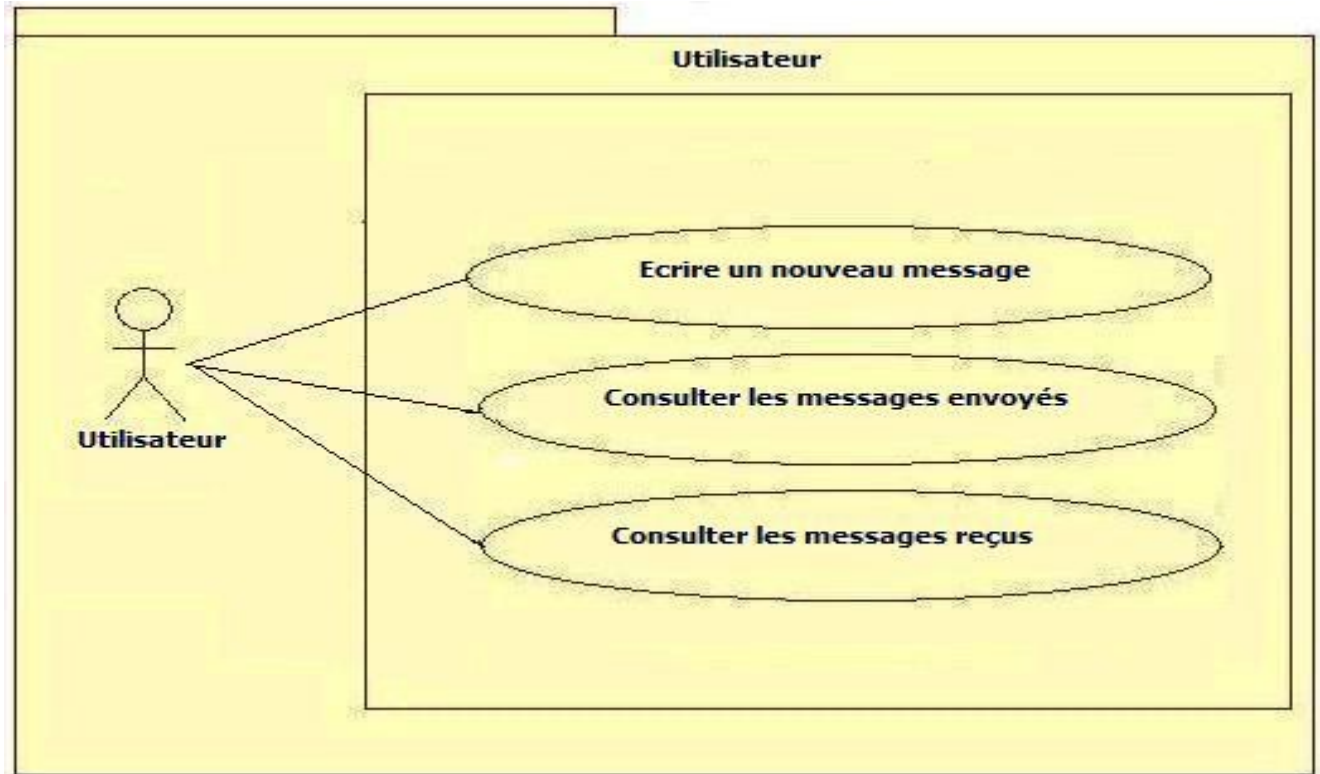 Utilisateur
Ecrire un nouveau message
Consulter les messages envoyés
Utilisateur
Consulter les messages reçus